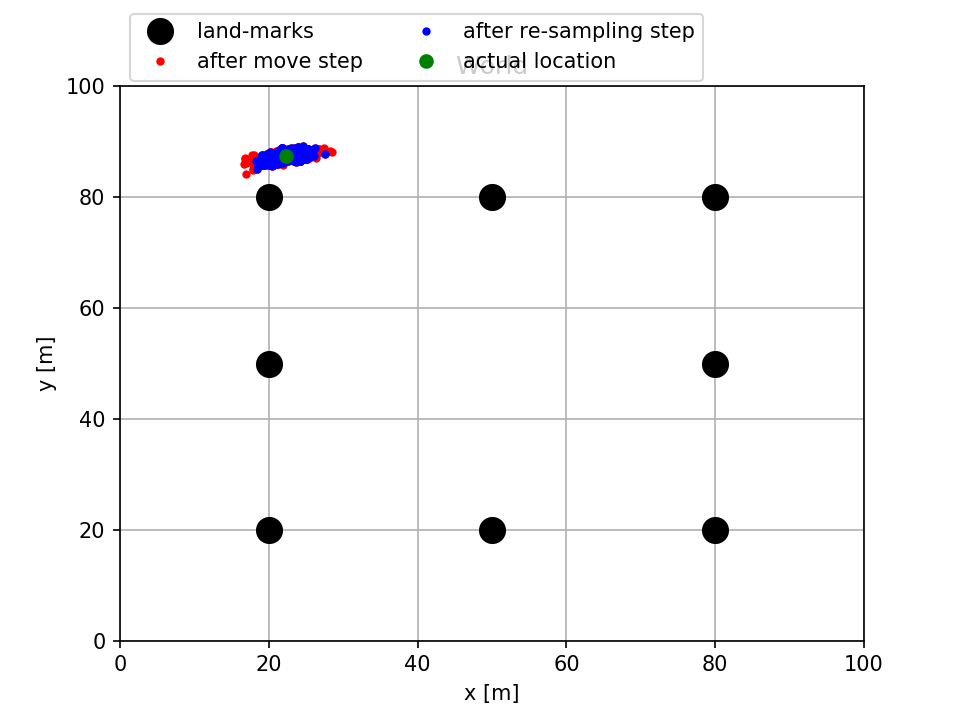 land-marks
after move step
after re-sampling step
actual location
World
100
80
60
40
20
0
y [m]
0 20 40 60 80 100
x [m]